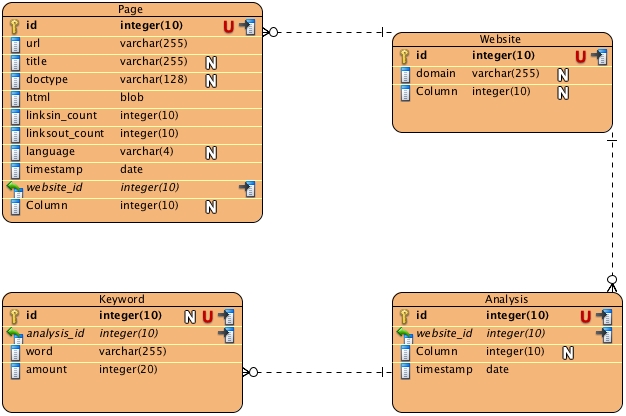 Page
id integer(10) U
url varchar(255)
title varchar(255) N
doctype varchar(128) N
html blob
linksin_count integer(10)
linksout_count integer(10)
language varchar(4) N
timestamp date
website_id integer(10)
Column integer(10) N
Website
id integer(10) U
domain varchar(255) N
Column integer(10) N
Keyword
id integer(10) N U
analysis_id integer(10)
word varchar(255)
amount integer(20)
Analysis
id integer(10) U
website_id integer(10)
Column integer(10) N
timestamp date